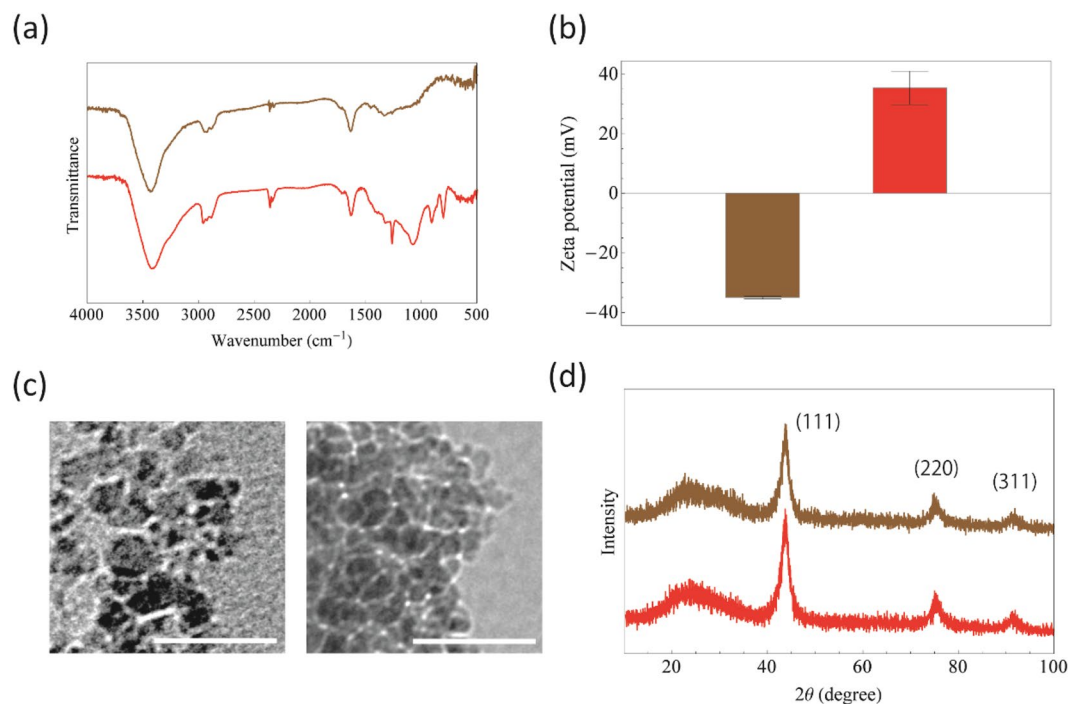 (a)
Transmittance
4000 3500 3000 2500 2000 1500 1000 500
Wavenumber (cm⁻¹)
(b)
Zeta potential (mV)
40
20
0
−20
−40
(c)
(d)
Intensity
(111)
(220)
(311)
20 40 60 80 100
2θ (degree)